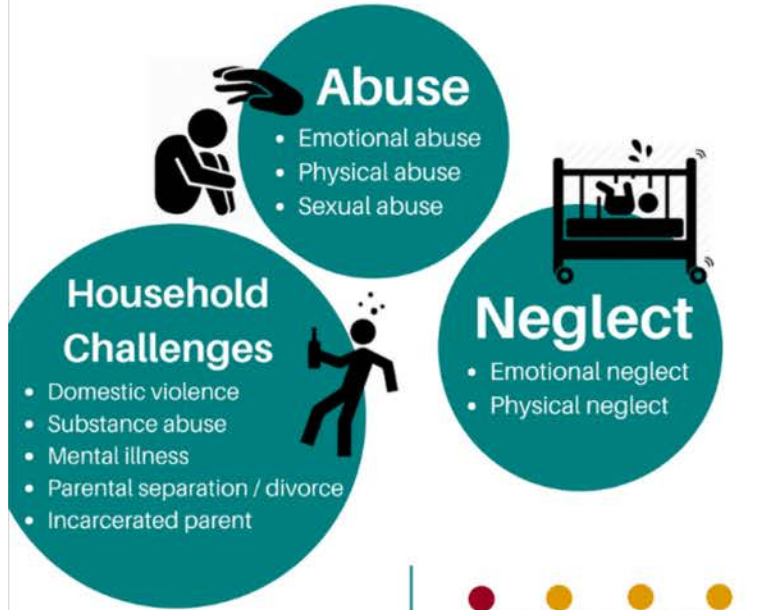 Abuse
• Emotional abuse
• Physical abuse
• Sexual abuse
Household
Challenges
• Domestic violence
• Substance abuse
• Mental illness
• Parental separation / divorce
• Incarcerated parent
Neglect
• Emotional neglect
• Physical neglect